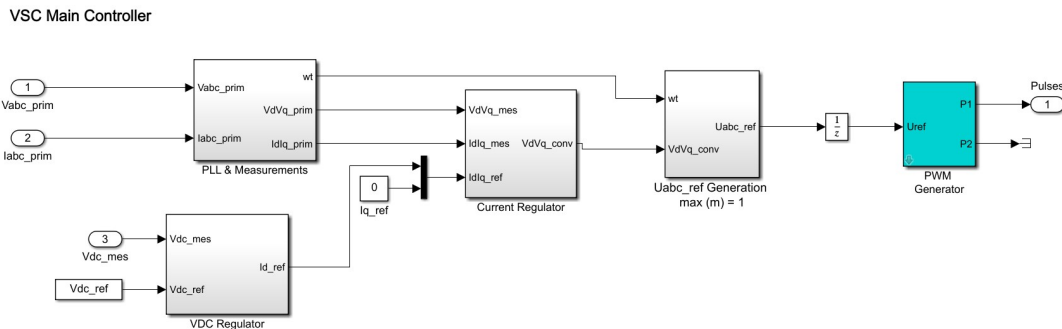 VSC Main Controller
1
Vabc_prim
2
Iabc_prim
Vabc_prim
Iabc_prim
wt
VdVq_prim
IdIq_prim
PLL & Measurements
3
Vdc_mes
Vdc_ref
Vdc_mes
Vdc_ref
Id_ref
VDC Regulator
0
Iq_ref
VdVq_mes
IdIq_mes
IdIq_ref
VdVq_conv
Current Regulator
wt
VdVq_conv
Uabc_ref
Uabc_ref Generation
max (m) = 1
1
z
Uref
P1
P2
PWM
Generator
Pulses
1